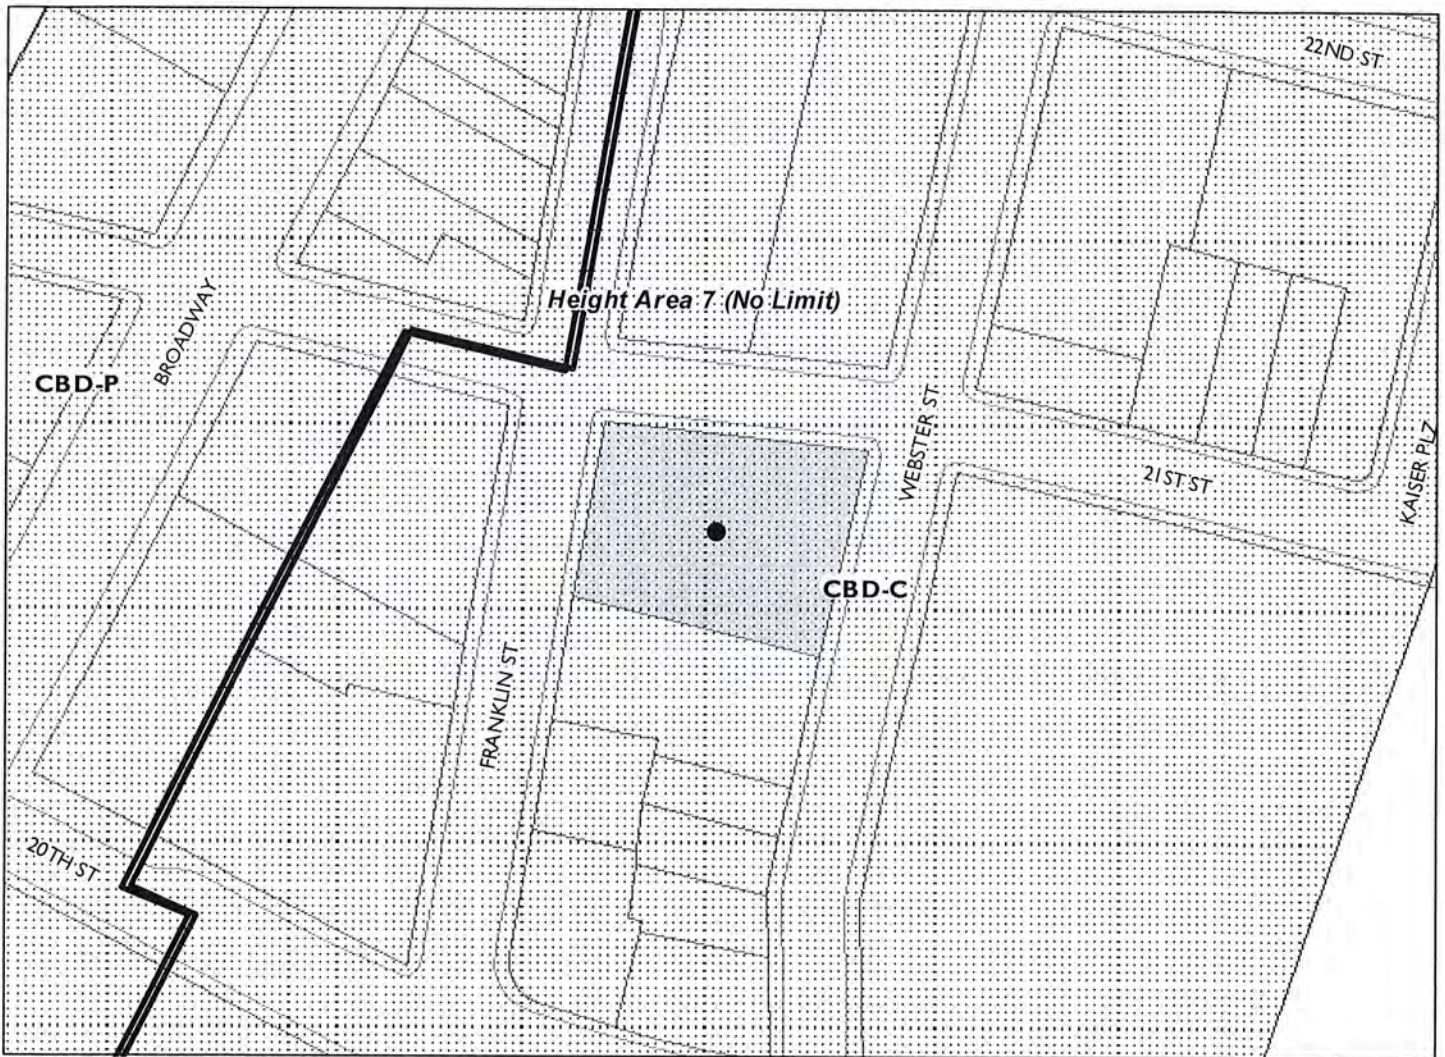 22ND ST
Height Area 7 (No Limit)
BROADWAY
CBD-P
WEBSTER ST
21ST ST
KAISER PLZ
CBD-C
FRANKLIN ST
20TH ST